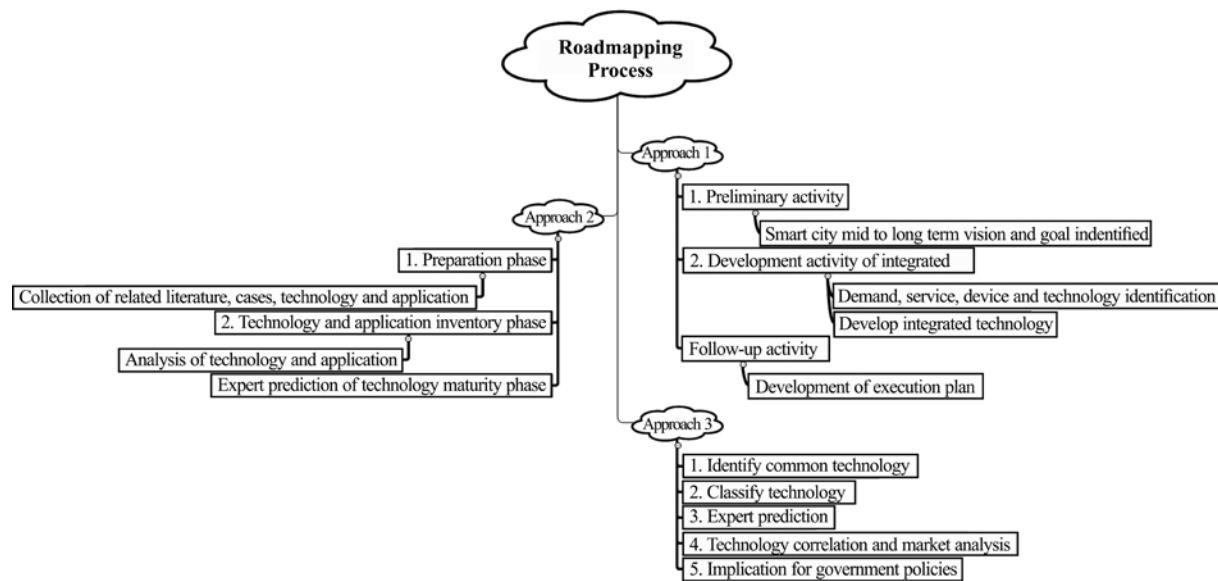 Roadmapping
Process
Approach 1
1. Preliminary activity
Smart city mid to long term vision and goal indentified
2. Development activity of integrated
Demand, service, device and technology identification
Develop integrated technology
Follow-up activity
Development of execution plan
Approach 2
1. Preparation phase
Collection of related literature, cases, technology and application
2. Technology and application inventory phase
Analysis of technology and application
Expert prediction of technology maturity phase
Approach 3
1. Identify common technology
2. Classify technology
3. Expert prediction
4. Technology correlation and market analysis
5. Implication for government policies